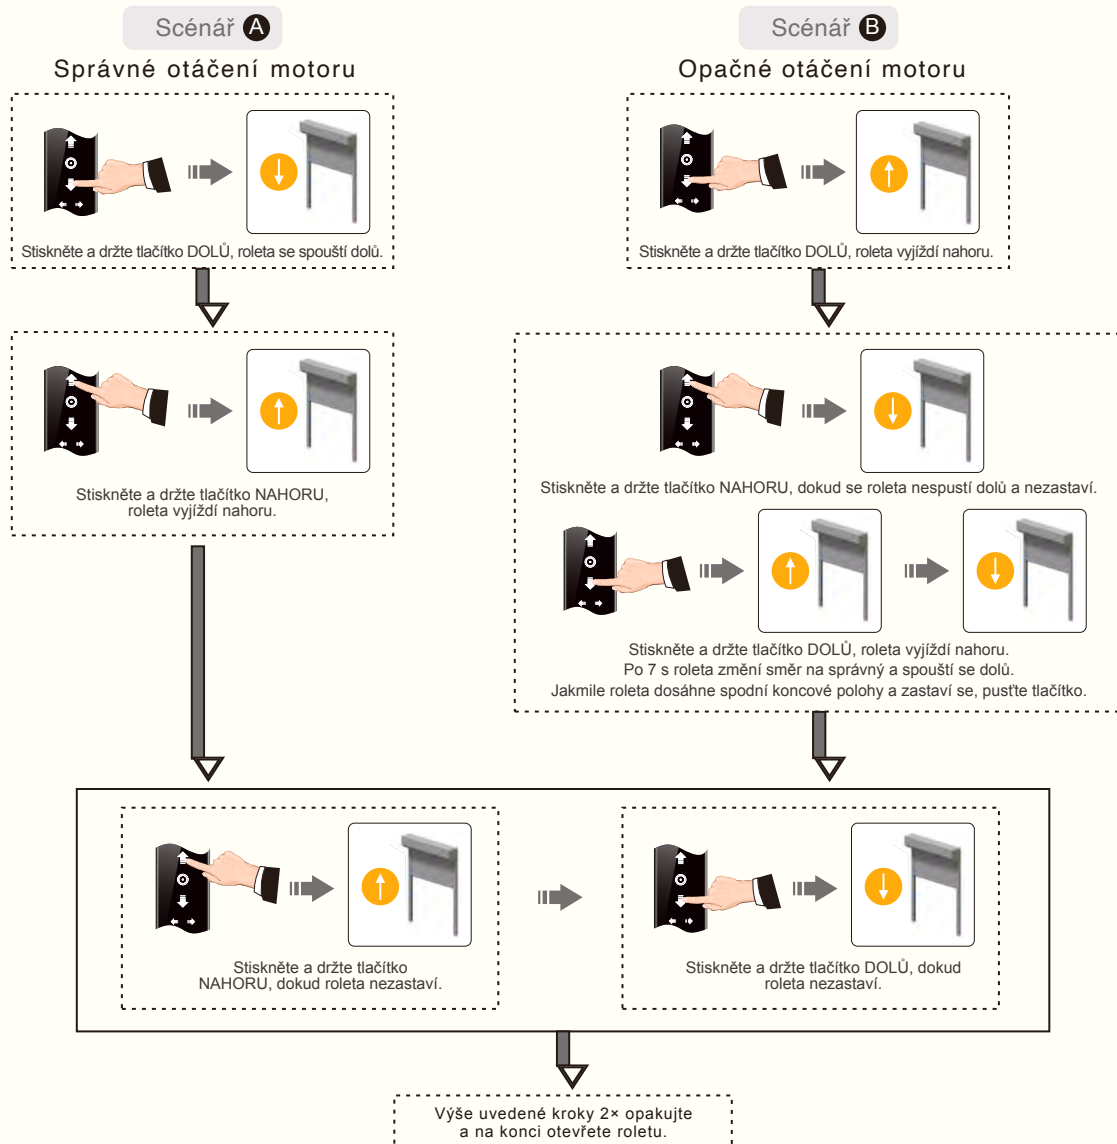 Scénář A
Správné otáčení motoru
Stiskněte a držte tlačítko DOLŮ, roleta se spouští dolů.
Stiskněte a držte tlačítko NAHORU,
roleta vyjíždí nahoru.
Scénář B
Opačné otáčení motoru
Stiskněte a držte tlačítko DOLŮ, roleta vyjíždí nahoru.
Stiskněte a držte tlačítko NAHORU, dokud se roleta nespustí dolů a nezastaví.
Stiskněte a držte tlačítko DOLŮ, roleta vyjíždí nahoru.
Po 7 s roleta změní směr na správný a spouští se dolů.
Jakmile roleta dosáhne spodní koncové polohy a zastaví se, pusťte tlačítko.
Stiskněte a držte tlačítko
NAHORU, dokud roleta nezastaví.
Stiskněte a držte tlačítko DOLŮ, dokud
roleta nezastaví.
Výše uvedené kroky 2× opakujte
a na konci otevřete roletu.